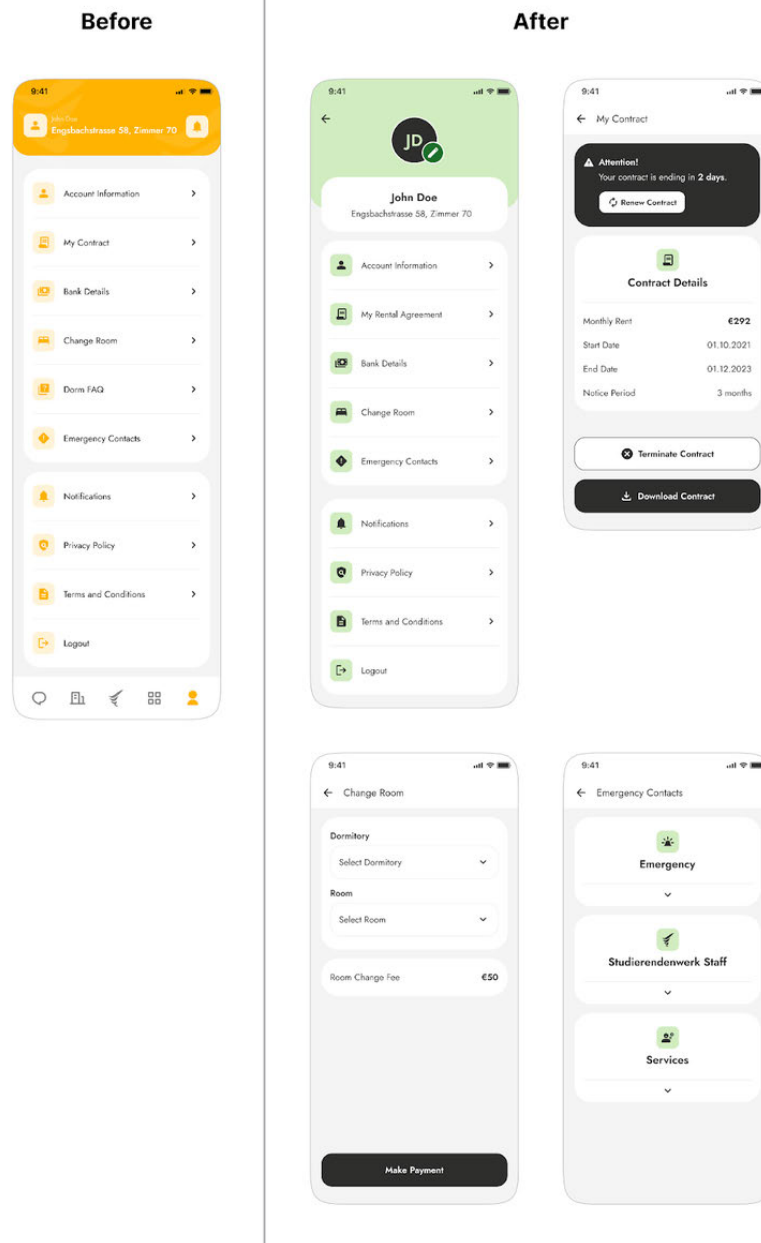 Before
After
9:41
John Doe
Engsbachstrasse 58, Zimmer 70
Account Information
My Contract
Bank Details
Change Room
Dorm FAQ
Emergency Contacts
Notifications
Privacy Policy
Terms and Conditions
Logout
9:41
JD
John Doe
Engsbachstrasse 58, Zimmer 70
Account Information
My Rental Agreement
Bank Details
Change Room
Emergency Contacts
Notifications
Privacy Policy
Terms and Conditions
Logout
9:41
My Contract
Attention!
Your contract is ending in 2 days.
Renew Contract
Contract Details
Monthly Rent €292
Start Date 01.10.2021
End Date 01.12.2023
Notice Period 3 months
Terminate Contract
Download Contract
9:41
Change Room
Dormitory
Select Dormitory
Room
Select Room
Room Change Fee €50
Make Payment
9:41
Emergency Contacts
Emergency
Studierendenwerk Staff
Services